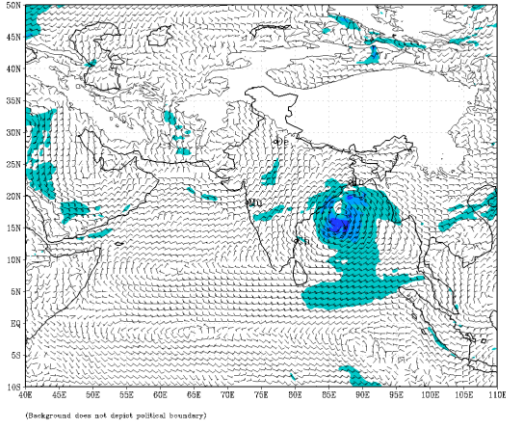 50N
45N
40N
35N
30N
25N
20N
15N
10N
5N
EQ
5S
10S
40E 45E 50E 55E 60E 65E 70E 75E 80E 85E 90E 95E 100E 105E 110E
(Background does not depict political boundary)